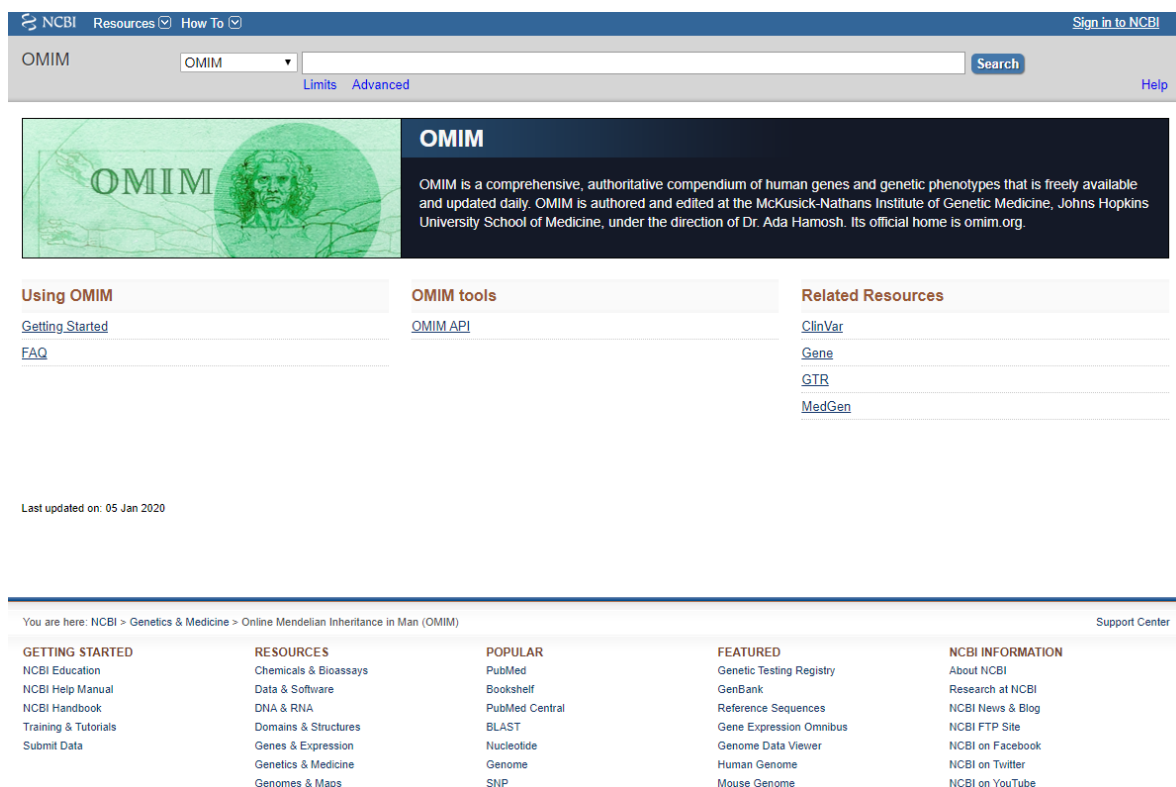 NCBI Resources How To Sign in to NCBI
OMIM OMIM Search
Limits Advanced Help
OMIM
OMIM
OMIM is a comprehensive, authoritative compendium of human genes and genetic phenotypes that is freely available
and updated daily. OMIM is authored and edited at the McKusick-Nathans Institute of Genetic Medicine, Johns Hopkins
University School of Medicine, under the direction of Dr. Ada Hamosh. Its official home is omim.org.
Using OMIM
Getting Started
FAQ
OMIM tools
OMIM API
Related Resources
ClinVar
Gene
GTR
MedGen
Last updated on: 05 Jan 2020
You are here: NCBI > Genetics & Medicine > Online Mendelian Inheritance in Man (OMIM) Support Center
GETTING STARTED
NCBI Education
NCBI Help Manual
NCBI Handbook
Training & Tutorials
Submit Data
RESOURCES
Chemicals & Bioassays
Data & Software
DNA & RNA
Domains & Structures
Genes & Expression
Genetics & Medicine
Genomes & Maps
POPULAR
PubMed
Bookshelf
PubMed Central
BLAST
Nucleotide
Genome
SNP
FEATURED
Genetic Testing Registry
GenBank
Reference Sequences
Gene Expression Omnibus
Genome Data Viewer
Human Genome
Mouse Genome
NCBI INFORMATION
About NCBI
Research at NCBI
NCBI News & Blog
NCBI FTP Site
NCBI on Facebook
NCBI on Twitter
NCBI on YouTube